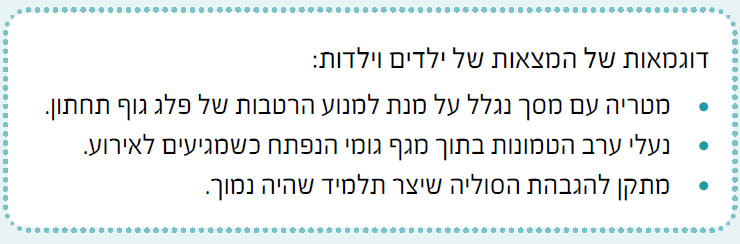 דוגמאות של המצאות של ילדים וילדות:
• מטריה עם מסך נגלל על מנת למנוע הרטבות של פלג גוף תחתון.
• נעלי ערב הטמונות בתוך מגף גומי הנפתח כשמגיעים לאירוע.
• מתקן להגבהת הסוליה שיצר תלמיד שהיה נמוך.